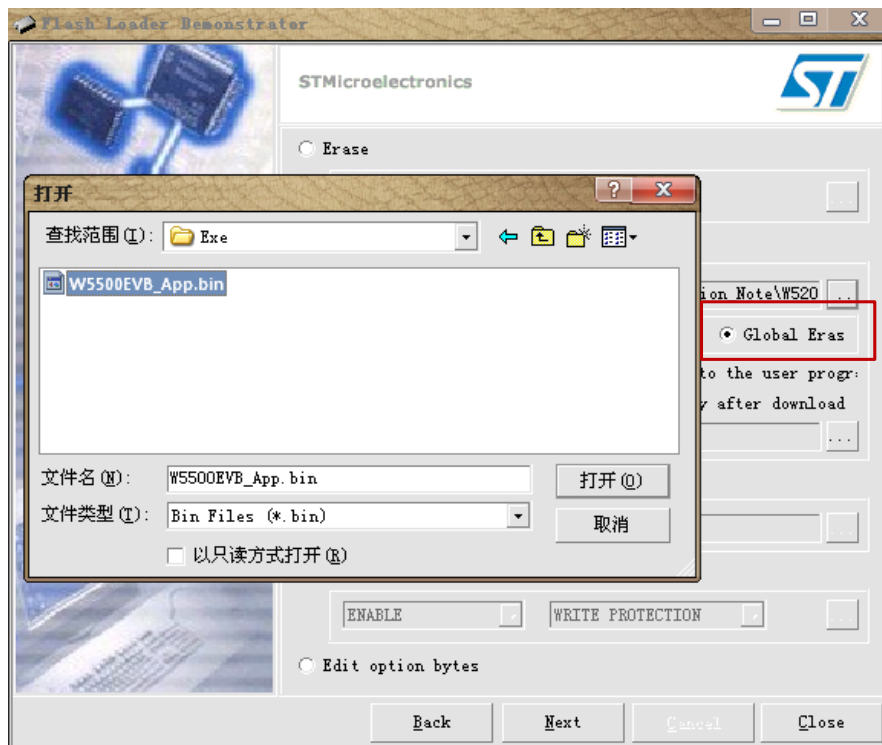 Flash Loader Demonstrator
STMicroelectronics
ST
Erase
打开
查找范围(I):
Exe
W5500EVB_App.bin
ion Note\W520
..
Global Eras
to the user progr
y after download
...
文件名(N):
W5500EVB_App.bin
打开(O)
文件类型(T):
Bin Files (*.bin)
取消
以只读方式打开(R)
ENABLE
WRITE PROTECTION
...
Edit option bytes
Back
Next
Cancel
Close